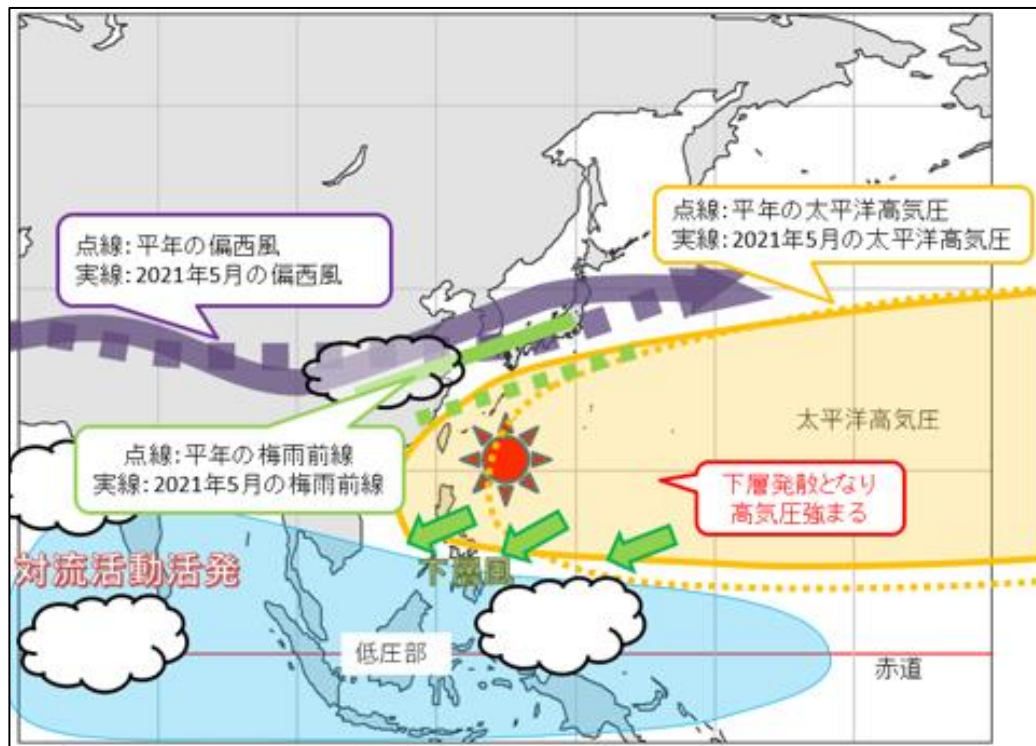 点線:平年の偏西風
実線:2021年5月の偏西風
点線:平年の太平洋高気圧
実線:2021年5月の太平洋高気圧
点線:平年の梅雨前線
実線:2021年5月の梅雨前線
太平洋高気圧
下層発散となり
高気圧強まる
対流活動活発
下層風
低圧部
赤道